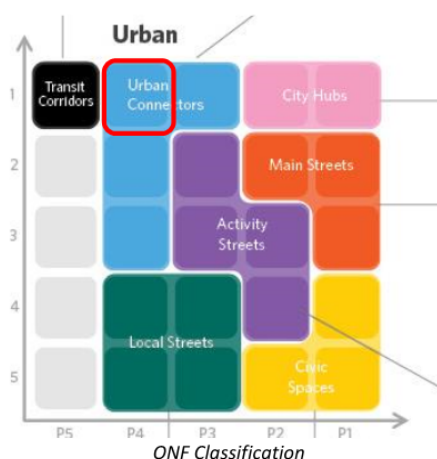 Urban
1
Transit
Corridors
Urban
Connectors
City Hubs
2
Main Streets
3
Activity
Streets
4
Local Streets
5
Civic
Spaces
P5 P4 P3 P2 P1
ONF Classification